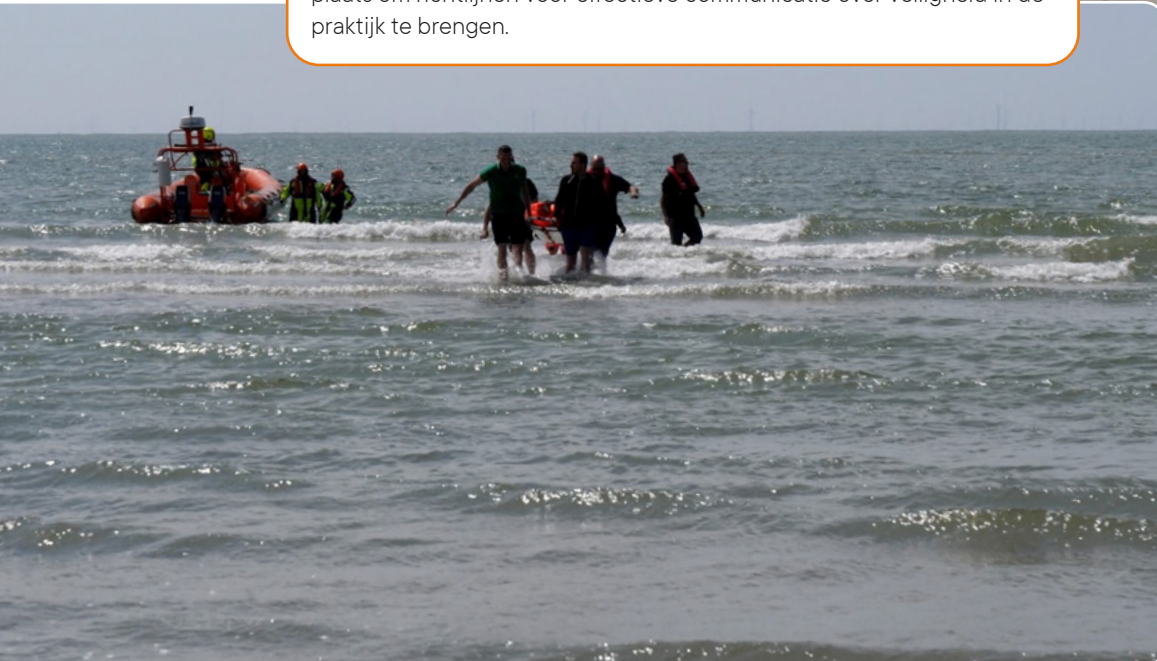 plaats om richtlijnen voor effectieve communicatie over veiligheid in de
praktijk te brengen.